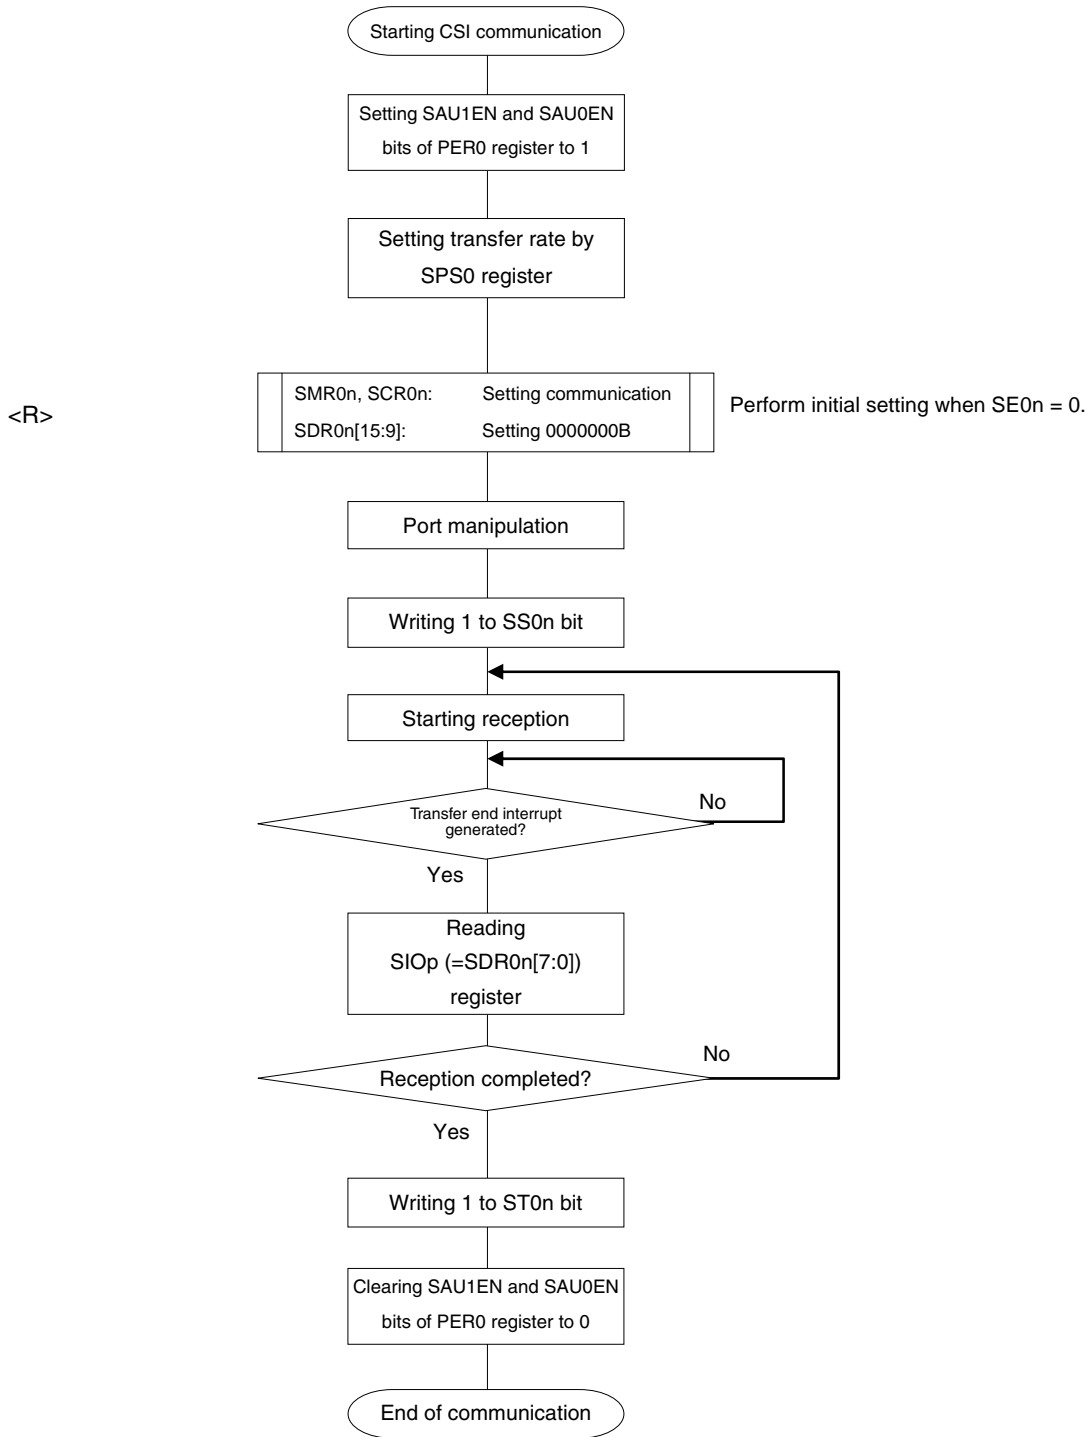 Starting CSI communication
Setting SAU1EN and SAU0EN
bits of PER0 register to 1
Setting transfer rate by
SPS0 register
<R>
SMR0n, SCR0n: Setting communication
SDR0n[15:9]: Setting 0000000B
Perform initial setting when SE0n = 0.
Port manipulation
Writing 1 to SS0n bit
Starting reception
Transfer end interrupt
generated?
No
Yes
Reading
SIOp (=SDR0n[7:0])
register
Reception completed?
No
Yes
Writing 1 to ST0n bit
Clearing SAU1EN and SAU0EN
bits of PER0 register to 0
End of communication